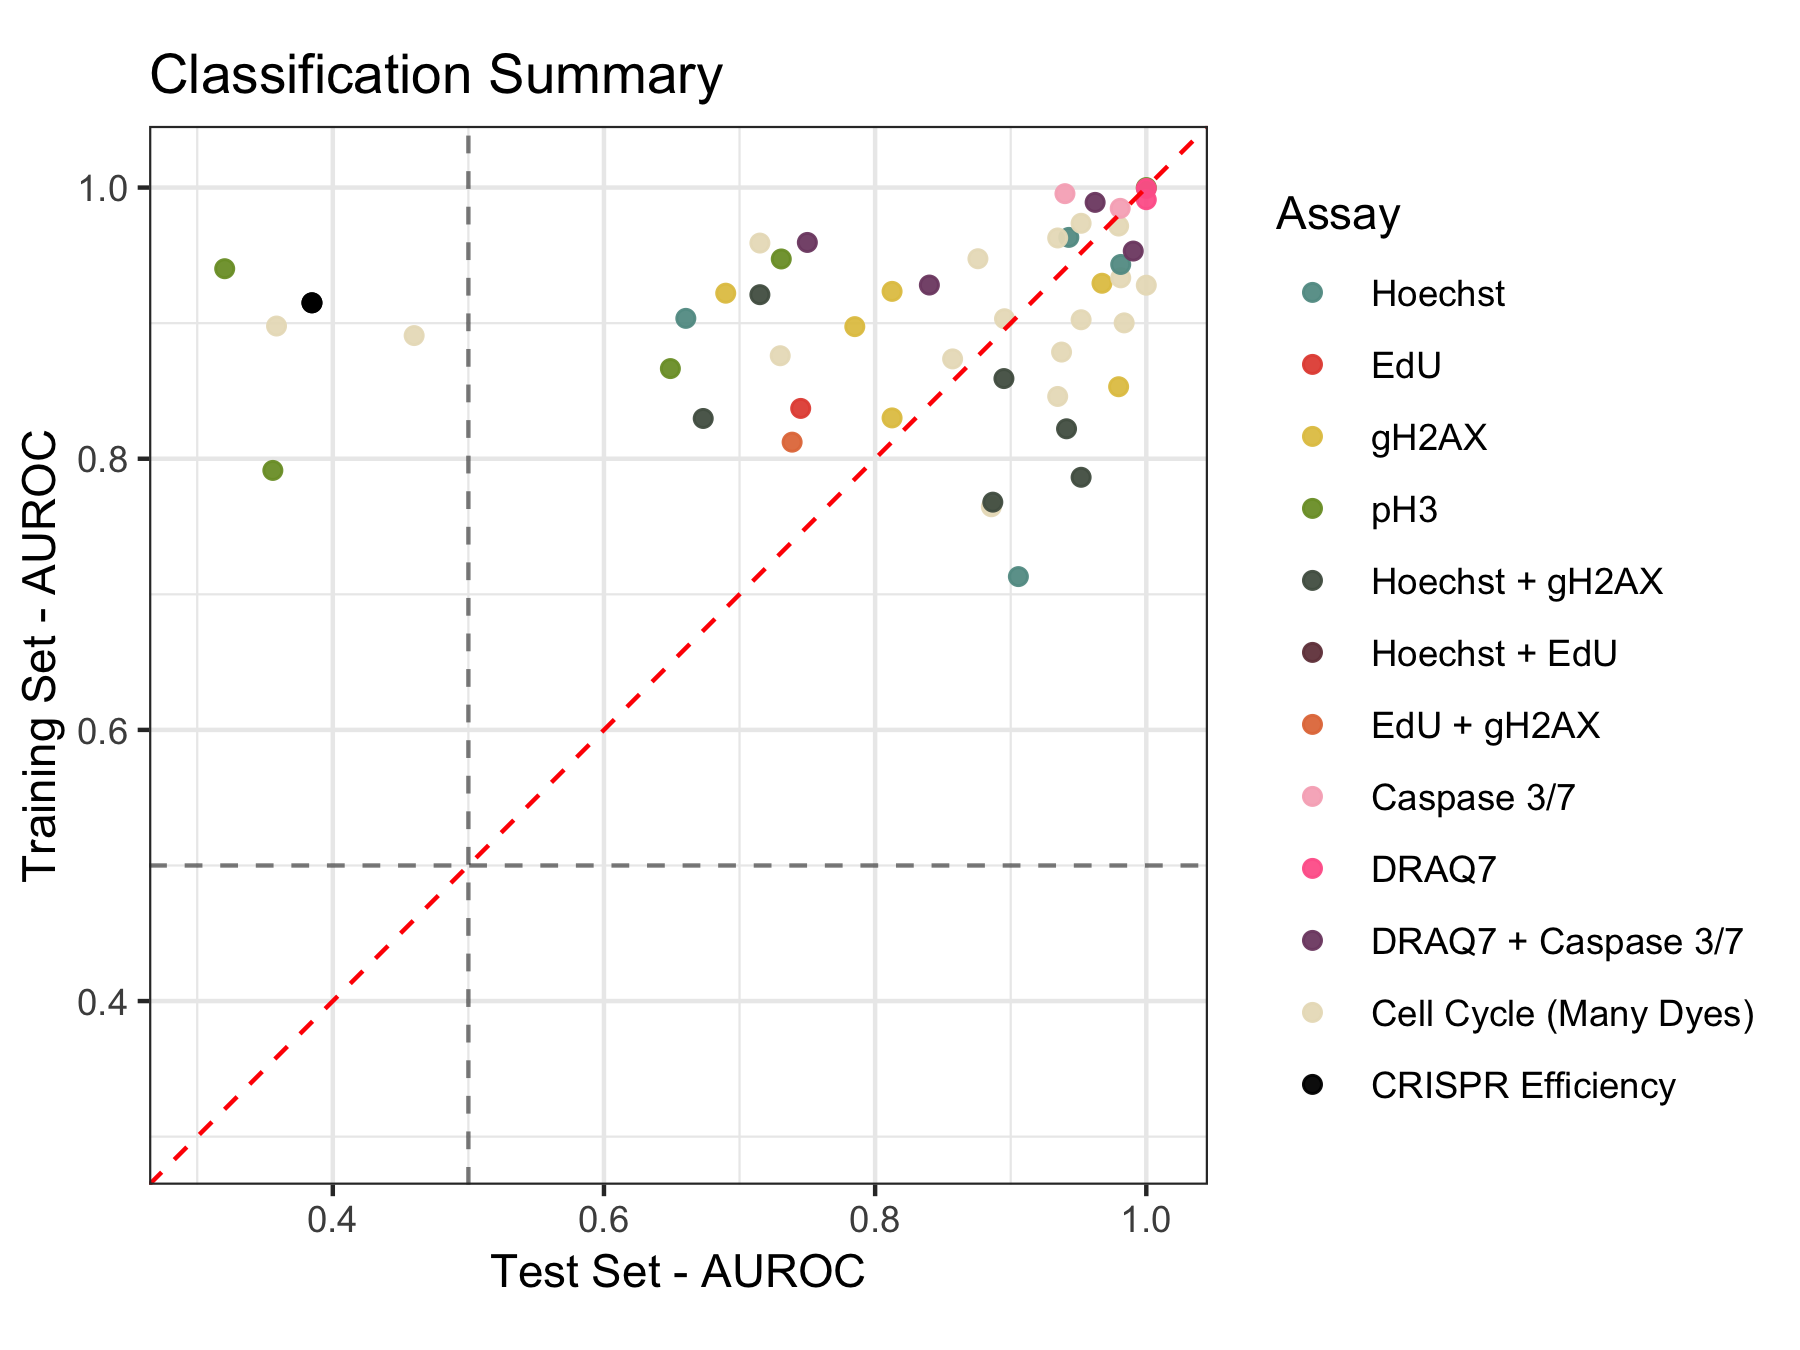 Classification Summary
Training Set - AUROC
1.0
0.8
0.6
0.4
0.4 0.6 0.8 1.0
Test Set - AUROC
Assay
Hoechst
EdU
gH2AX
pH3
Hoechst + gH2AX
Hoechst + EdU
EdU + gH2AX
Caspase 3/7
DRAQ7
DRAQ7 + Caspase 3/7
Cell Cycle (Many Dyes)
CRISPR Efficiency